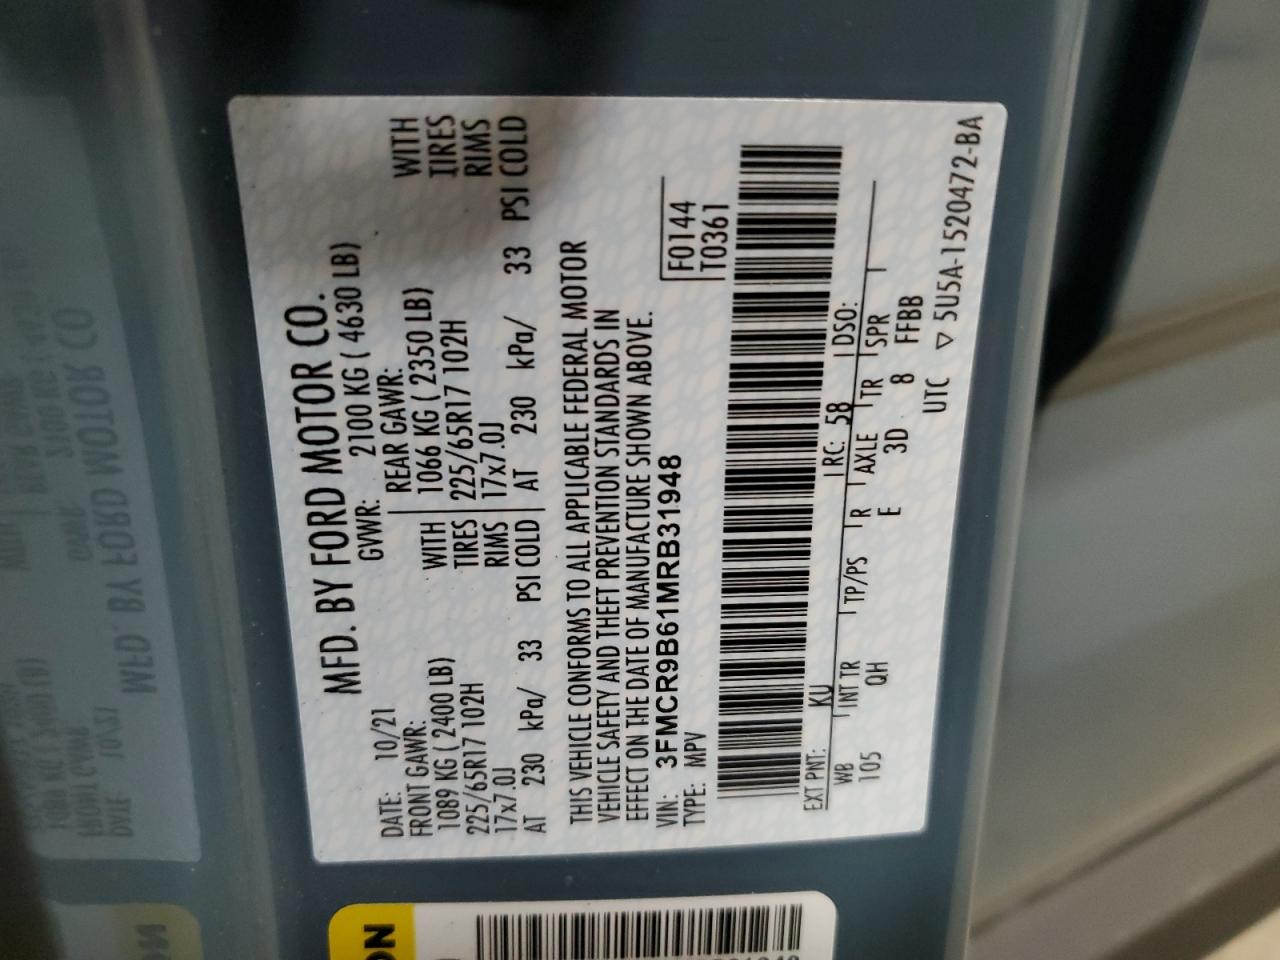 MFD. BY FORD MOTOR CO.
DATE: 10/21 GVWR: 2100 KG ( 4630 LB)
FRONT GAWR: REAR GAWR:
1089 KG ( 2400 LB) WITH 1066 KG ( 2350 LB) WITH
225/65R17 102H TIRES 225/65R17 102H TIRES
17x7.0J RIMS 17x7.0J RIMS
AT 230 kPa/ 33 PSI COLD AT 230 kPa/ 33 PSI COLD
THIS VEHICLE CONFORMS TO ALL APPLICABLE FEDERAL MOTOR
VEHICLE SAFETY AND THEFT PREVENTION STANDARDS IN
EFFECT ON THE DATE OF MANUFACTURE SHOWN ABOVE.
VIN: 3FMCR9B61MRB31948 F0144
TYPE: MPV T0361
EXT PNT: KU RC: 58 DSO:
WB INT TR TP/PS R AXLE TR SPR
105 QH E 3D 8 FFBB
UTC ▽ 5U5A-1520472-BA